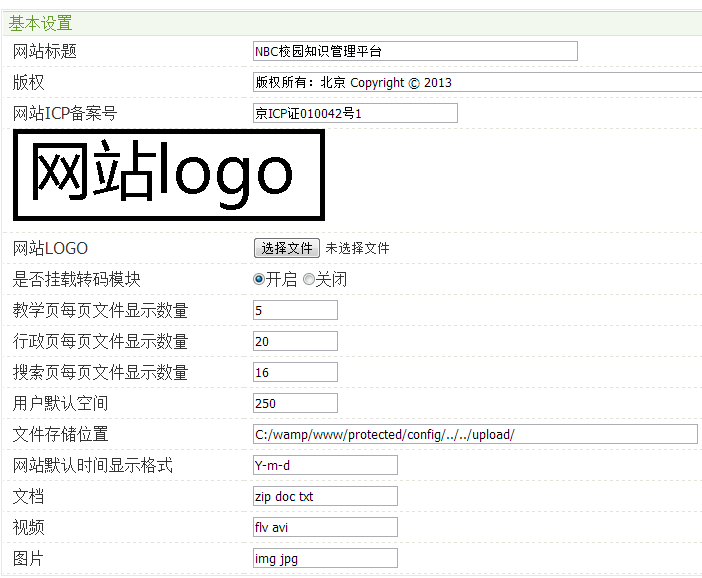 基本设置
网站标题 NBC校园知识管理平台
版权 版权所有：北京 Copyright © 2013
网站ICP备案号 京ICP证010042号1
网站logo
网站LOGO 选择文件 未选择文件
是否挂载转码模块 开启 关闭
教学页每页文件显示数量 5
行政页每页文件显示数量 20
搜索页每页文件显示数量 16
用户默认空间 250
文件存储位置 C:/wamp/www/protected/config/../../upload/
网站默认时间显示格式 Y-m-d
文档 zip doc txt
视频 flv avi
图片 img jpg